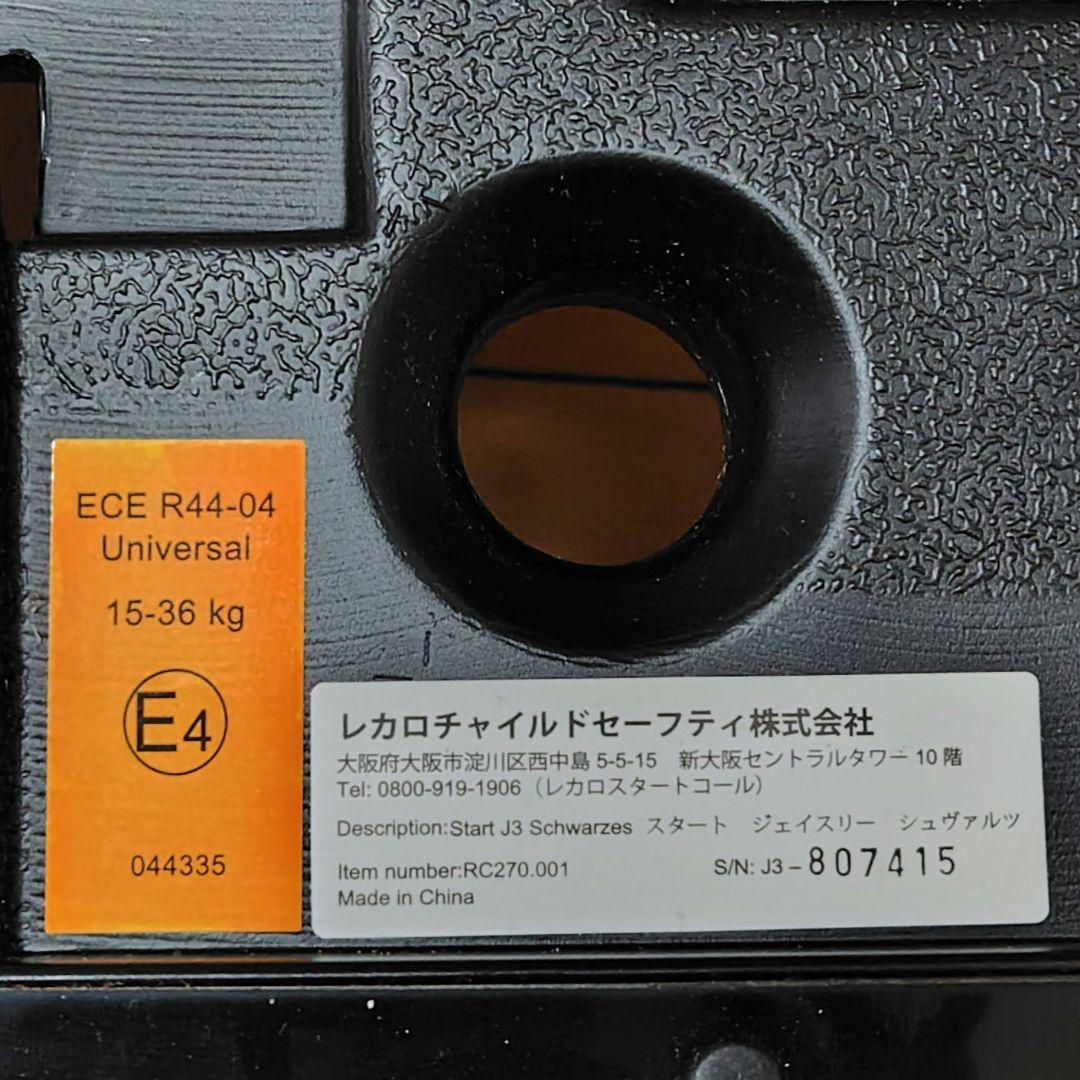 ECE R44-04
Universal
15-36 kg
E4
044335
レカロチャイルドセーフティ株式会社
大阪府大阪市淀川区西中島 5-5-15　新大阪セントラルタワー 10 階
Tel: 0800-919-1906（レカロスタートコール）
Description:Start J3 Schwarzes スタート　ジェイスリー　シュヴァルツ
Item number:RC270.001 S/N: J3–807415
Made in China